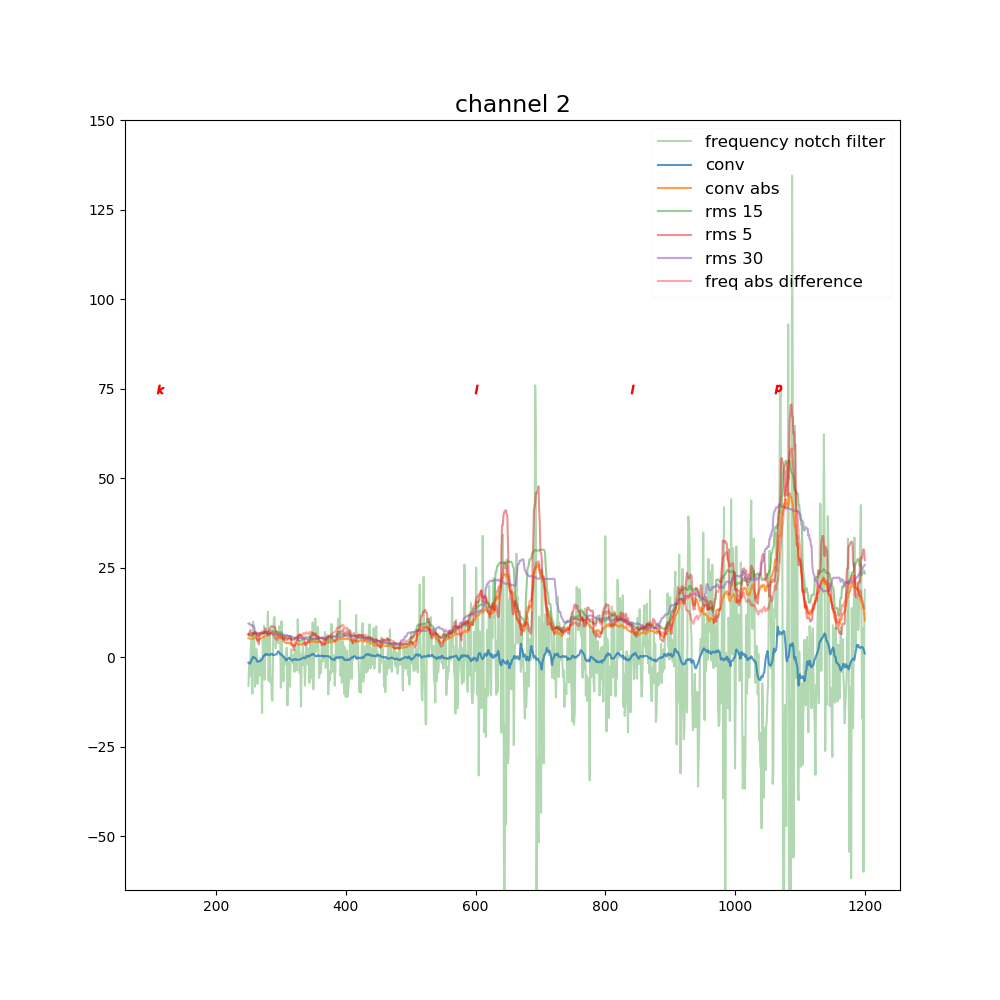 channel 2
150
125
100
75
50
25
0
−25
−50
frequency notch filter
conv
conv abs
rms 15
rms 5
rms 30
freq abs difference
k l l p
200 400 600 800 1000 1200